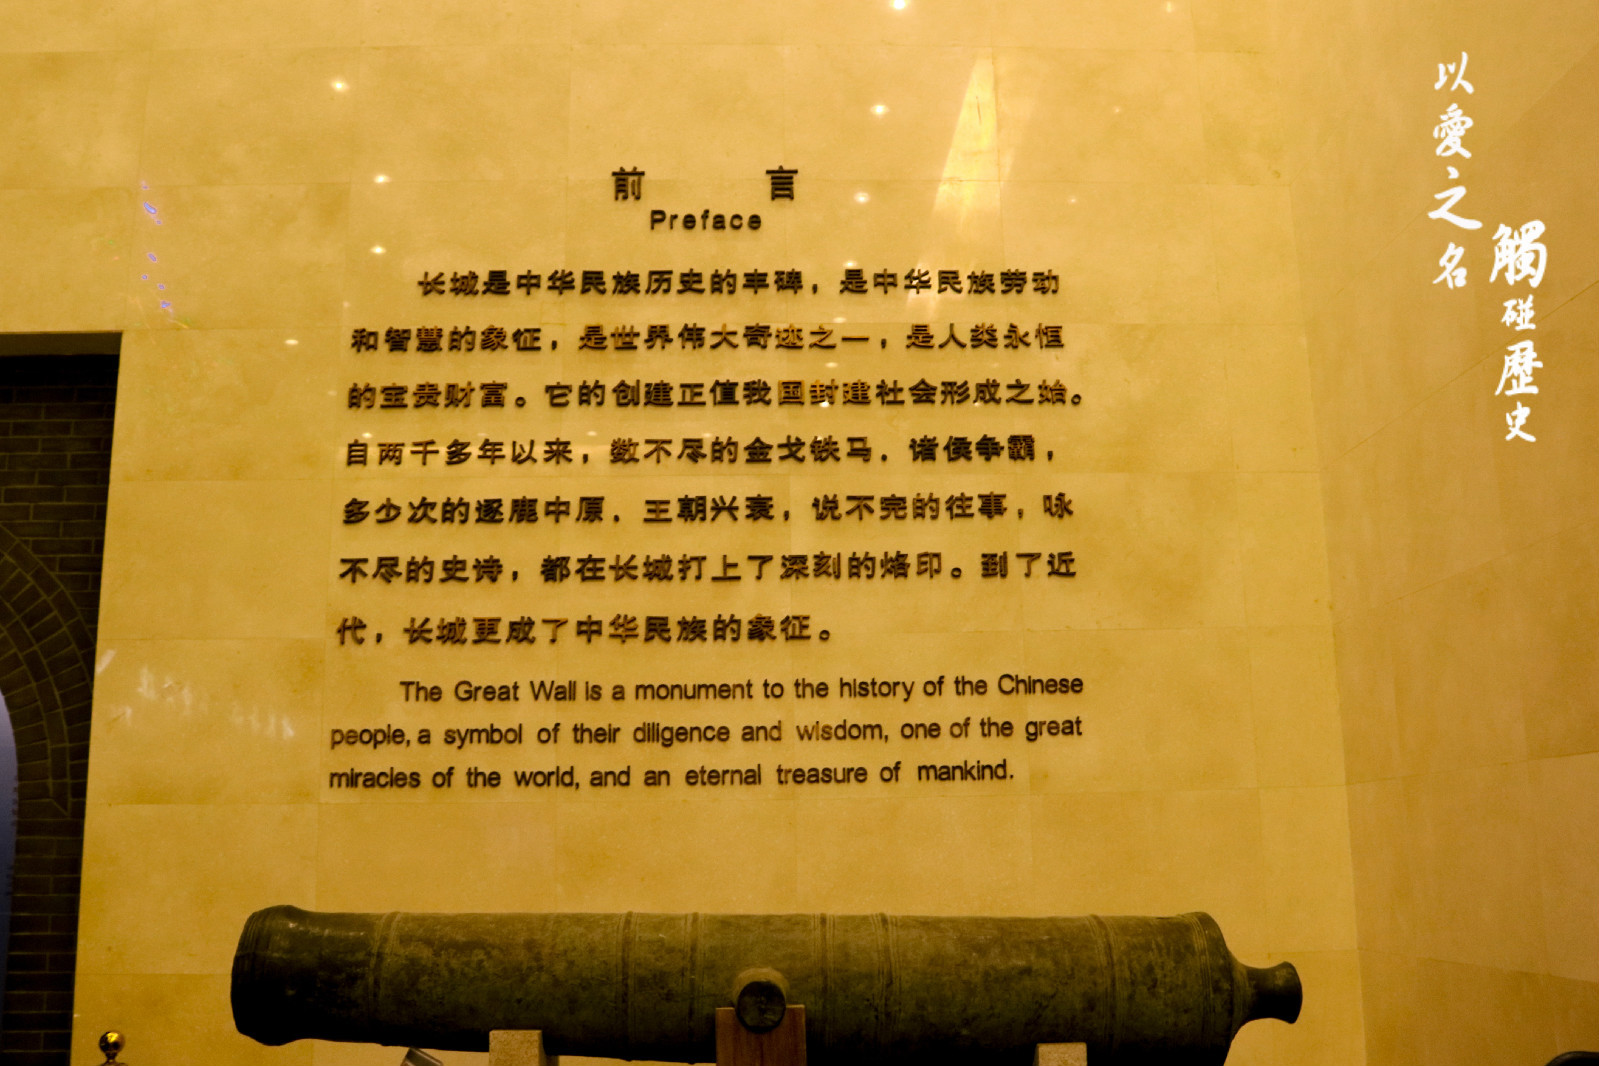 前言
Preface
长城是中华民族历史的丰碑，是中华民族劳动
和智慧的象征，是世界伟大奇迹之一，是人类永恒
的宝贵财富。它的创建正值我国封建社会形成之始。
自两千多年以来，数不尽的金戈铁马．诸侯争霸，
多少次的逐鹿中原．王朝兴衰，说不完的往事，咏
不尽的史诗，都在长城打上了深刻的烙印。到了近
代，长城更成了中华民族的象征。
The Great Wall is a monument to the history of the Chinese
people, a symbol of their diligence and wisdom, one of the great
miracles of the world, and an eternal treasure of mankind.
以愛之名
觸碰歷史